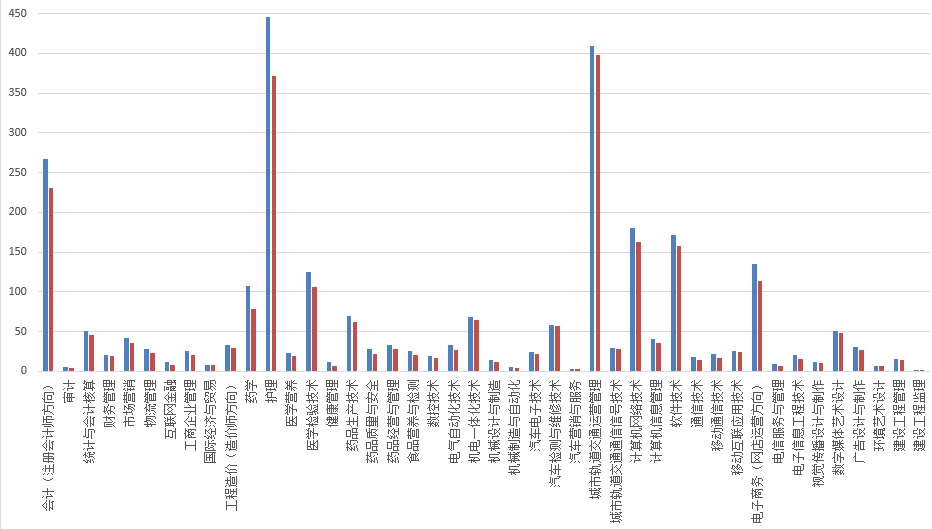 450
400
350
300
250
200
150
100
50
0
会计（注册会计师方向）
审计
统计与会计核算
财务管理
市场营销
物流管理
互联网金融
工商企业管理
国际经济与贸易
工程造价（造价师方向）
药学
护理
医学营养
医学检验技术
健康管理
药品生产技术
药品质量与安全
药品经营与管理
食品营养与检测
数控技术
电气自动化技术
机电一体化技术
机械设计与制造
机械制造与自动化
汽车电子技术
汽车检测与维修技术
汽车营销与服务
城市轨道交通运营管理
城市轨道交通通信信号技术
计算机网络技术
计算机信息管理
软件技术
通信技术
移动通信技术
移动互联应用技术
电子商务（网店运营方向）
电信服务与管理
电子信息工程技术
视觉传播设计与制作
数字媒体艺术设计
广告设计与制作
环境艺术设计
建设工程管理
建设工程监理